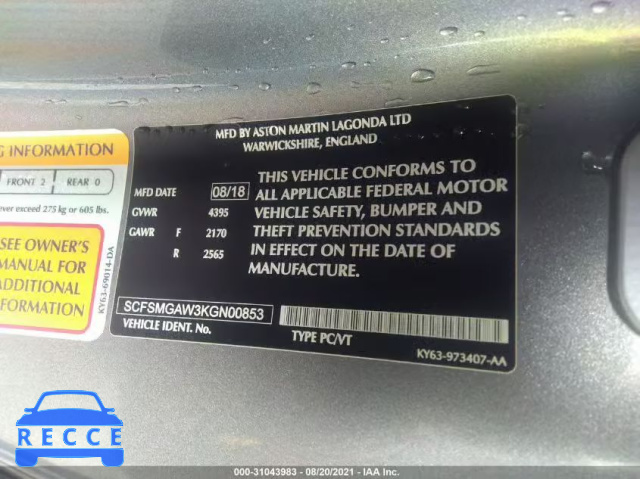 MFD BY ASTON MARTIN LAGONDA LTD
WARWICKSHIRE, ENGLAND
MFD DATE 08/18
GVWR 4395
GAWR F 2170
R 2565
THIS VEHICLE CONFORMS TO
ALL APPLICABLE FEDERAL MOTOR
VEHICLE SAFETY, BUMPER AND
THEFT PREVENTION STANDARDS
IN EFFECT ON THE DATE OF
MANUFACTURE.
SCFSMGAW3KGN00853
VEHICLE IDENT. No.
TYPE PC/VT
KY63-973407-AA
INFORMATION
FRONT 2 REAR 0
exceed 275 kg or 605 lbs.
SEE OWNER'S
MANUAL FOR
ADDITIONAL
KY63-69014-DA
RECCE
000-31043983 - 08/20/2021 - IAA Inc.